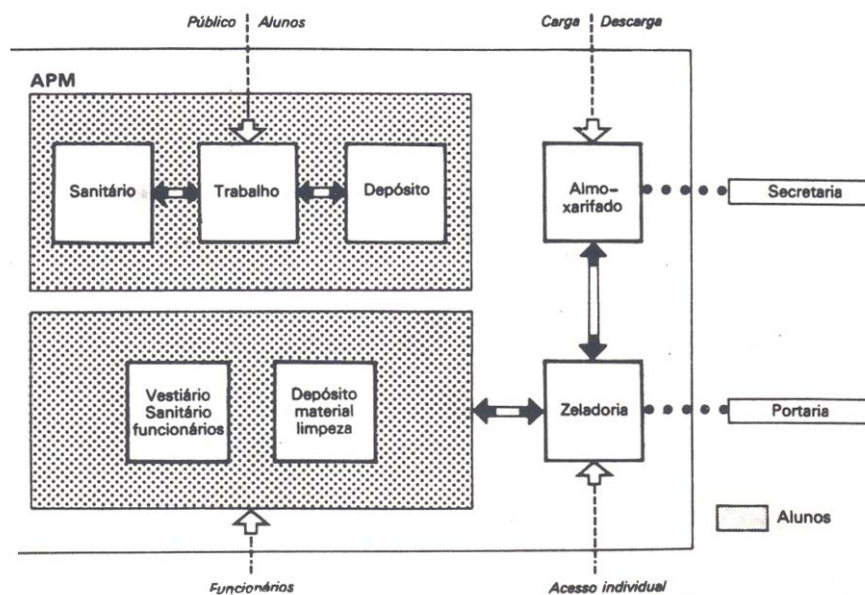 Público Alunos
Carga Descarga
APM
Sanitário
Trabalho
Depósito
Almo-
xarifado
Secretaria
Vestiário
Sanitário
funcionários
Depósito
material
limpeza
Zeladoria
Portaria
Alunos
Funcionários
Acesso individual